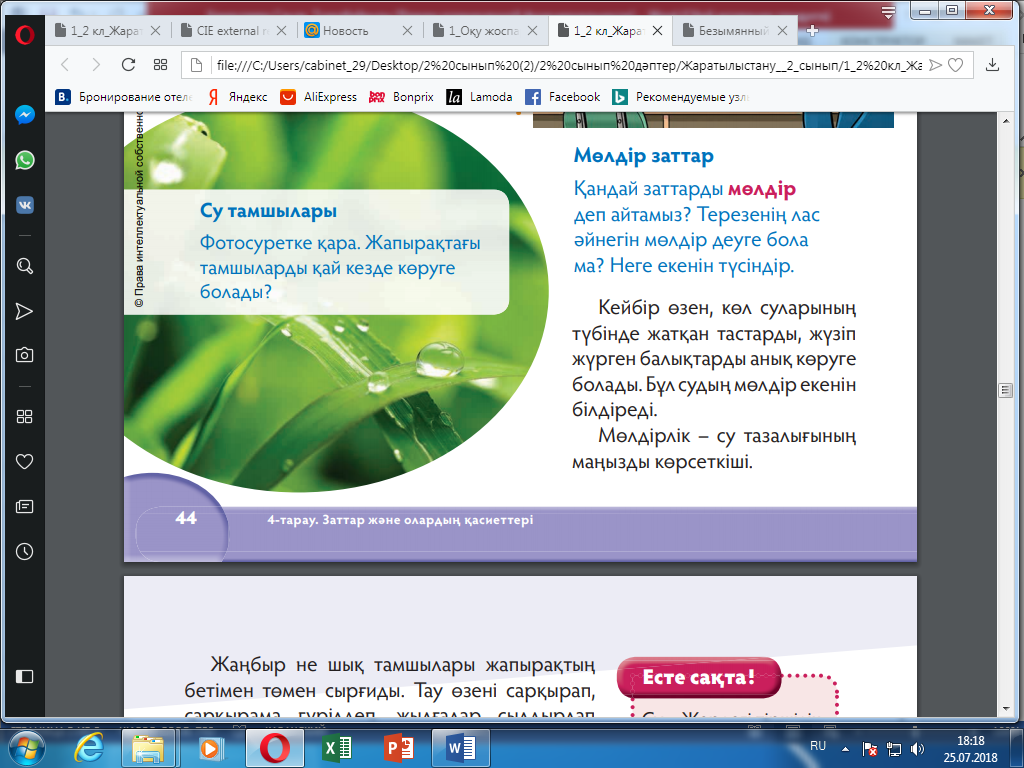 1_2 кл_Жарат
CIE external r
Новость
1_Оқу жоспа
1_2 кл_Жарат
Безымянный
file:///C:/Users/cabinet_29/Desktop/2%20сынып%20(2)/2%20сынып%20дәптер/Жаратылыстану__2_сынып/1_2%20кл_Жа
Бронирование отеле
Яндекс
AliExpress
Bonprix
Lamoda
Facebook
Рекомендуемые узл
© Права интеллектуальной собственно
Су тамшылары
Фотосуретке қара. Жапырақтағы
тамшыларды қай кезде көруге
болады?
Мөлдір заттар
Қандай заттарды мөлдір
деп айтамыз? Терезенің лас
әйнегін мөлдір деуге бола
ма? Неге екенін түсіндір.
Кейбір өзен, көл суларының
түбінде жатқан тастарды, жүзіп
жүрген балықтарды анық көруге
болады. Бұл судың мөлдір екенін
білдіреді.
Мөлдірлік – су тазалығының
маңызды көрсеткіші.
44
4-тарау. Заттар және олардың қасиеттері
Жаңбыр не шық тамшылары жапырақтың
бетімен төмен сырғиды. Тау өзені сарқырап,
сарқырама гүрілдеп, жылғалар сылдырлап
Есте сақта!
RU
18:18
25.07.2018